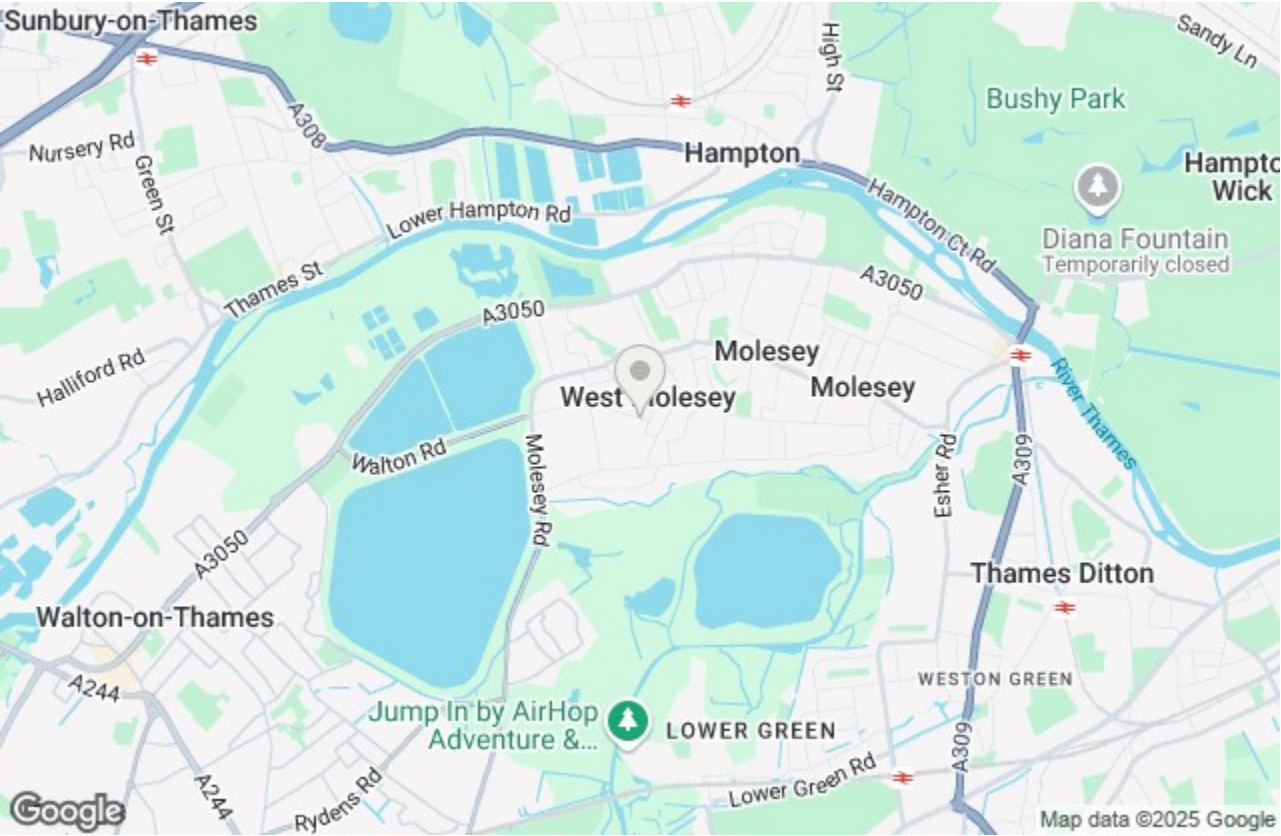 Sunbury-on-Thames
Sandy Ln
High St
Bushy Park
A308
Nursery Rd
Hampton
Green St
Hampto
Wick
Hampton Ct Rd
Lower Hampton Rd
Diana Fountain
Temporarily closed
Thames St
A3050
A3050
Molesey
Halliford Rd
Molesey
West Molesey
River Thames
Walton Rd
Molesey Rd
Esher Rd
A309
A3050
Thames Ditton
Walton-on-Thames
WESTON GREEN
A244
Jump In by AirHop
Adventure &...
LOWER GREEN
A309
Lower Green Rd
A244
Rydens Rd
Google
Map data ©2025 Google